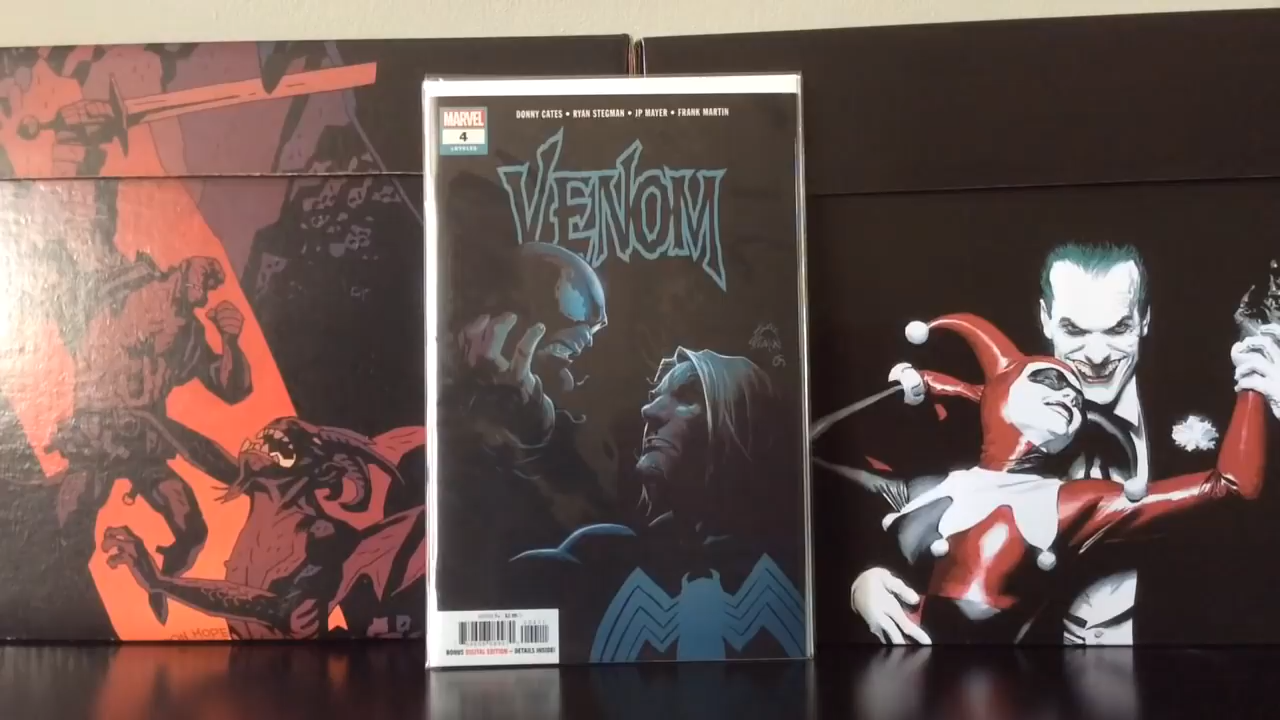 DONNY CATES • RYAN STEGMAN • JP MAYER • FRANK MARTIN
MARVEL
4
VENOM
BONUS DIGITAL EDITION – DETAILS INSIDE!